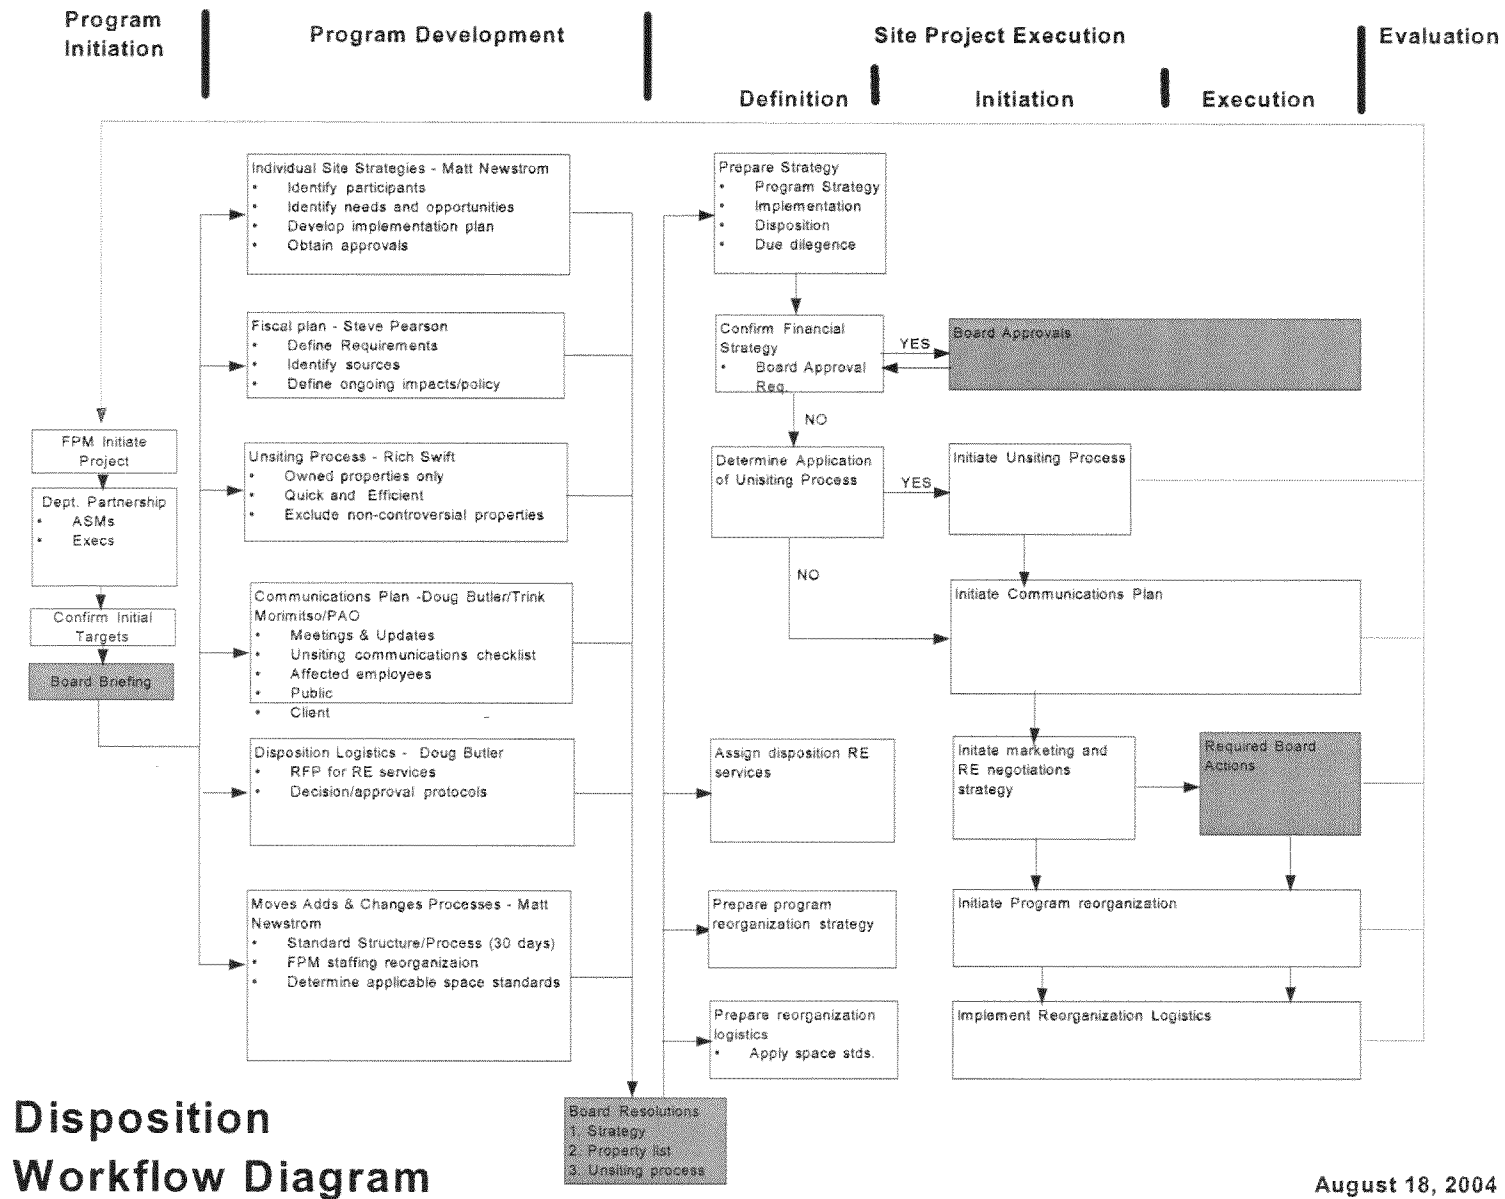 Program
Initiation
Program Development
Site Project Execution
Evaluation
Definition
Initiation
Execution
Individual Site Strategies - Matt Newstrom
• Identify participants
• Identify needs and opportunities
• Develop implementation plan
• Obtain approvals
Fiscal plan - Steve Pearson
• Define Requirements
• Identify sources
• Define ongoing impacts/policy
FPM Initiate
Project
Dept. Partnership
• ASMs
• Execs
Confirm Initial
Targets
Board Briefing
Unsiting Process - Rich Swift
• Owned properties only
• Quick and Efficient
• Exclude non-controversial properties
Communications Plan -Doug Butler/Trink
Morimitso/PAO
• Meetings & Updates
• Unsiting communications checklist
• Affected employees
• Public
• Client
Disposition Logistics - Doug Butler
• RFP for RE services
• Decision/approval protocols
Moves Adds & Changes Processes - Matt
Newstrom
• Standard Structure/Process (30 days)
• FPM staffing reorganizaion
• Determine applicable space standards
Board Resolutions
1. Strategy
2. Property list
3. Unsiting process
Prepare Strategy
• Program Strategy
• Implementation
• Disposition
• Due dilegence
Confirm Financial
Strategy
• Board Approval
Req.
YES
Board Approvals
NO
Determine Application
of Unisiting Process
YES
Initiate Unsiting Process
NO
Initiate Communications Plan
Assign disposition RE
services
Initate marketing and
RE negotiations
strategy
Required Board
Actions
Prepare program
reorganization strategy
Initiate Program reorganization
Prepare reorganization
logistics
• Apply space stds.
Implement Reorganization Logistics
Disposition
Workflow Diagram
August 18, 2004